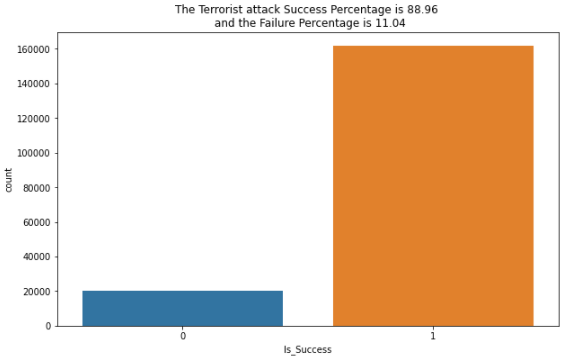 The Terrorist attack Success Percentage is 88.96
and the Failure Percentage is 11.04
160000
140000
120000
100000
80000
60000
40000
20000
0
count
0 1
Is_Success